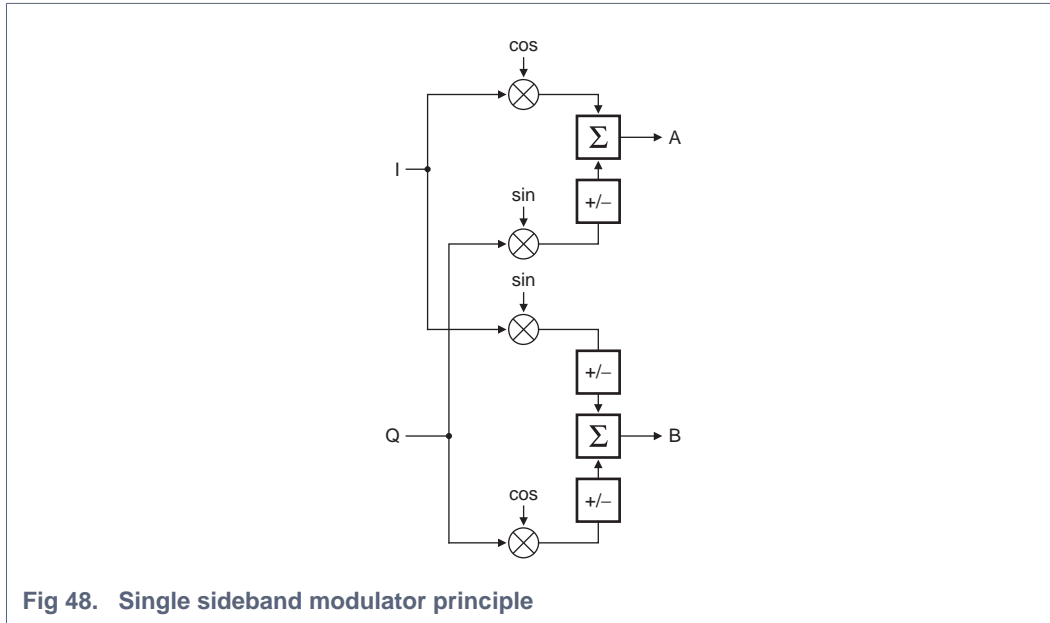 cos
Σ
A
I
+/–
sin
sin
+/–
Q
Σ
B
+/–
cos
Fig 48. Single sideband modulator principle